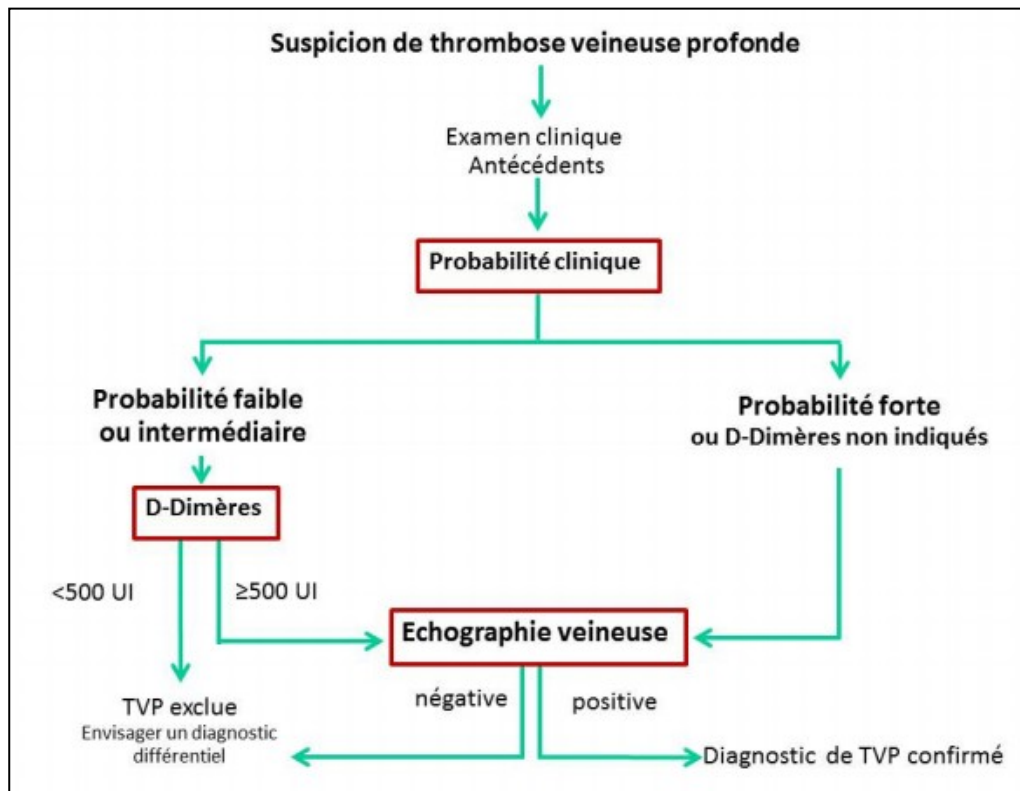 Suspicion de thrombose veineuse profonde
Examen clinique
Antécédents
Probabilité clinique
Probabilité faible
ou intermédiaire
Probabilité forte
ou D-Dimères non indiqués
D-Dimères
<500 UI
≥500 UI
Echographie veineuse
négative
positive
TVP exclue
Envisager un diagnostic
différentiel
Diagnostic de TVP confirmé